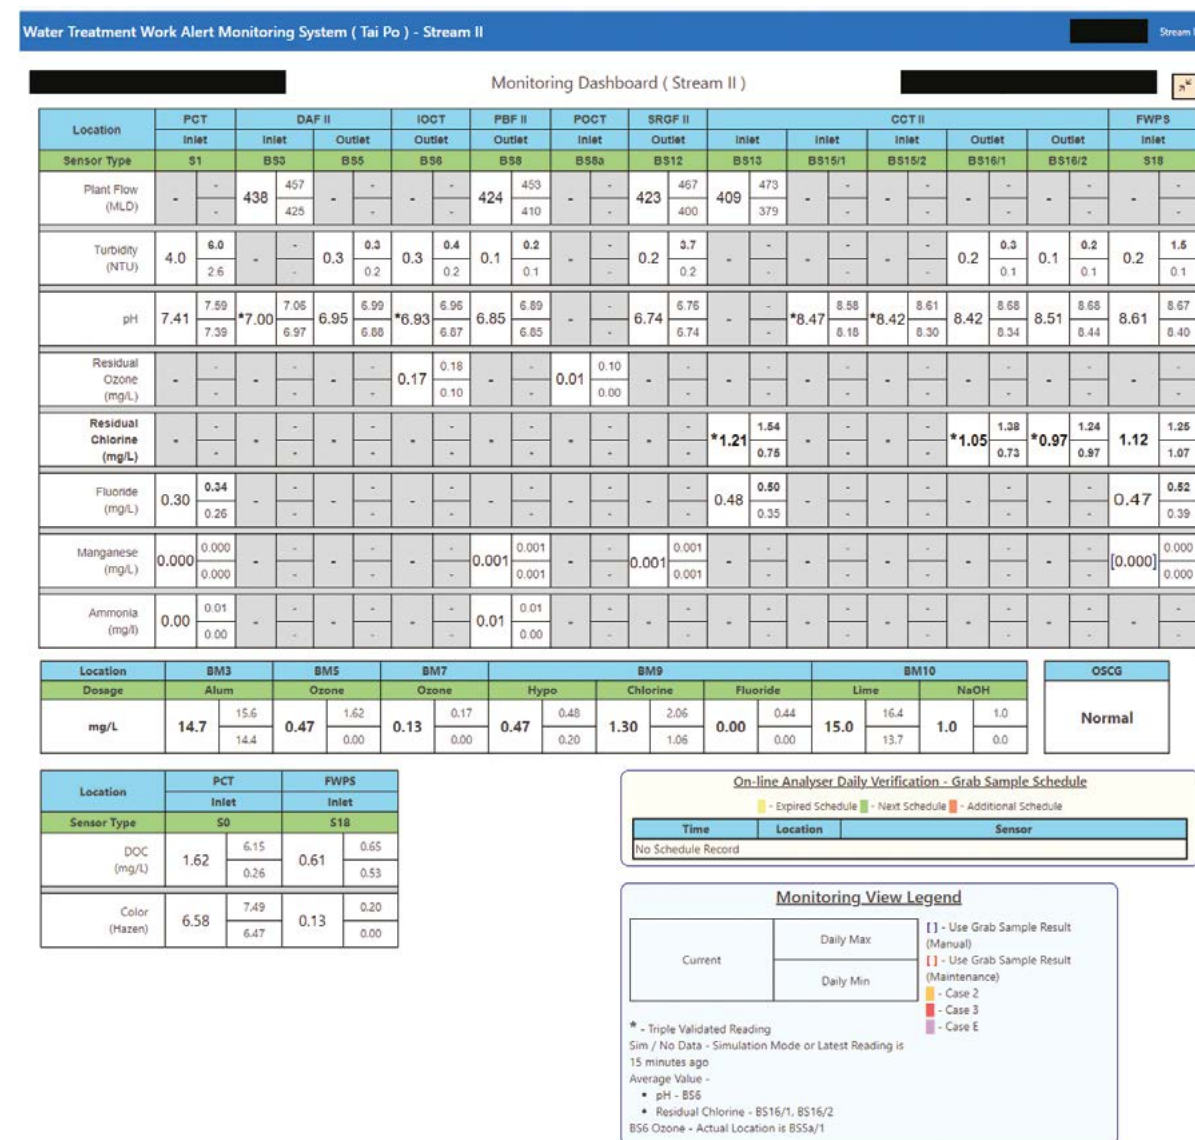 Water Treatment Work Alert Monitoring System ( Tai Po ) - Stream II
Stream I
Monitoring Dashboard ( Stream II )
Location PCT DAF II IOCT PBF II POCT SRGF II CCT II FWPS
Inlet Inlet Outlet Outlet Outlet Outlet Outlet Inlet Inlet Inlet Outlet Outlet Inlet
Sensor Type S1 BS3 BS5 BS6 BS8 BS8a BS12 BS13 BS15/1 BS15/2 BS16/1 BS16/2 S18
- 457 - - 453 - 467 473 - - - - -
Plant Flow (MLD) - 438 - - 424 - 423 409 - - - - -
- 425 - - 410 - 400 379 - - - - -
6.0 - 0.3 0.4 0.2 - 3.7 - - - 0.3 0.2 1.5
Turbidity (NTU) 4.0 - 0.3 0.3 0.1 - 0.2 - - - 0.2 0.1 0.2
2.6 - 0.2 0.2 0.1 - 0.2 - - - 0.1 0.1 0.1
7.59 7.06 6.99 6.96 6.89 - 6.76 - 8.58 8.61 8.68 8.68 8.67
pH 7.41 *7.00 6.95 *6.93 6.85 - 6.74 - *8.47 *8.42 8.42 8.51 8.61
7.39 6.97 6.88 6.87 6.85 - 6.74 - 8.18 8.30 8.34 8.44 8.40
- - - 0.18 - 0.10 - - - - - - -
Residual Ozone (mg/L) - - - 0.17 - 0.01 - - - - - - -
- - - 0.10 - 0.00 - - - - - - -
- - - - - - - 1.54 - - 1.38 1.24 1.25
Residual Chlorine (mg/L) - - - - - - - *1.21 - - *1.05 *0.97 1.12
- - - - - - - 0.75 - - 0.73 0.97 1.07
0.34 - - - - - - 0.50 - - - - 0.52
Fluoride (mg/L) 0.30 - - - - - - 0.48 - - - - 0.47
0.26 - - - - - - 0.35 - - - - 0.39
0.000 - - - 0.001 - 0.001 - - - - - 0.000
Manganese (mg/L) 0.000 - - - 0.001 - 0.001 - - - - - [0.000]
0.000 - - - 0.001 - 0.001 - - - - - 0.000
0.01 - - - 0.01 - - - - - - - -
Ammonia (mg/l) 0.00 - - - 0.01 - - - - - - - -
0.00 - - - 0.00 - - - - - - - -
Location BM3 BM5 BM7 BM9 BM10
Dosage Alum Ozone Ozone Hypo Chlorine Fluoride Lime NaOH
15.6 1.62 0.17 0.48 2.06 0.44 16.4 1.0
mg/L 14.7 0.47 0.13 0.47 1.30 0.00 15.0 1.0
14.4 0.00 0.00 0.20 1.06 0.00 13.7 0.0
OSCG
Normal
Location PCT FWPS
Inlet Inlet
Sensor Type S0 S18
6.15 0.65
DOC (mg/L) 1.62 0.61
0.26 0.53
7.49 0.20
Color (Hazen) 6.58 0.13
6.47 0.00
On-line Analyser Daily Verification - Grab Sample Schedule
- Expired Schedule - Next Schedule - Additional Schedule
Time Location Sensor
No Schedule Record
Monitoring View Legend
Current Daily Max
Daily Min
[ ] - Use Grab Sample Result
(Manual)
[ ] - Use Grab Sample Result
(Maintenance)
- Case 2
- Case 3
- Case E
* - Triple Validated Reading
Sim / No Data - Simulation Mode or Latest Reading is
15 minutes ago
Average Value -
• pH - BS6
• Residual Chlorine - BS16/1, BS16/2
BS6 Ozone - Actual Location is BS5a/1